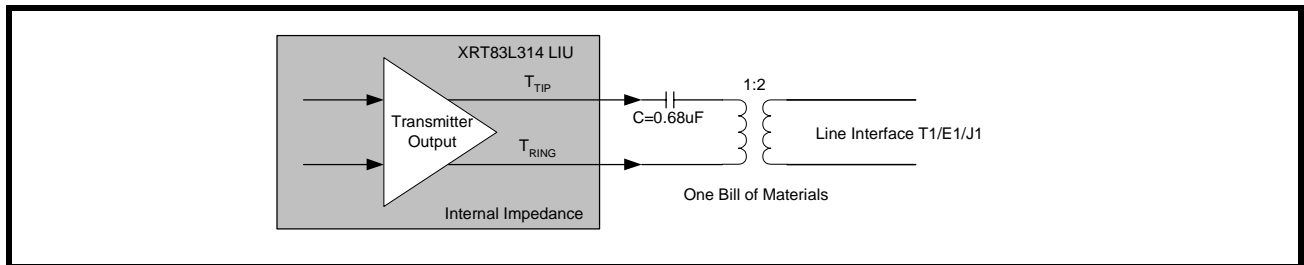 XRT83L314 LIU
TTIP
1:2
C=0.68uF
Transmitter
Output
Line Interface T1/E1/J1
TRING
One Bill of Materials
Internal Impedance